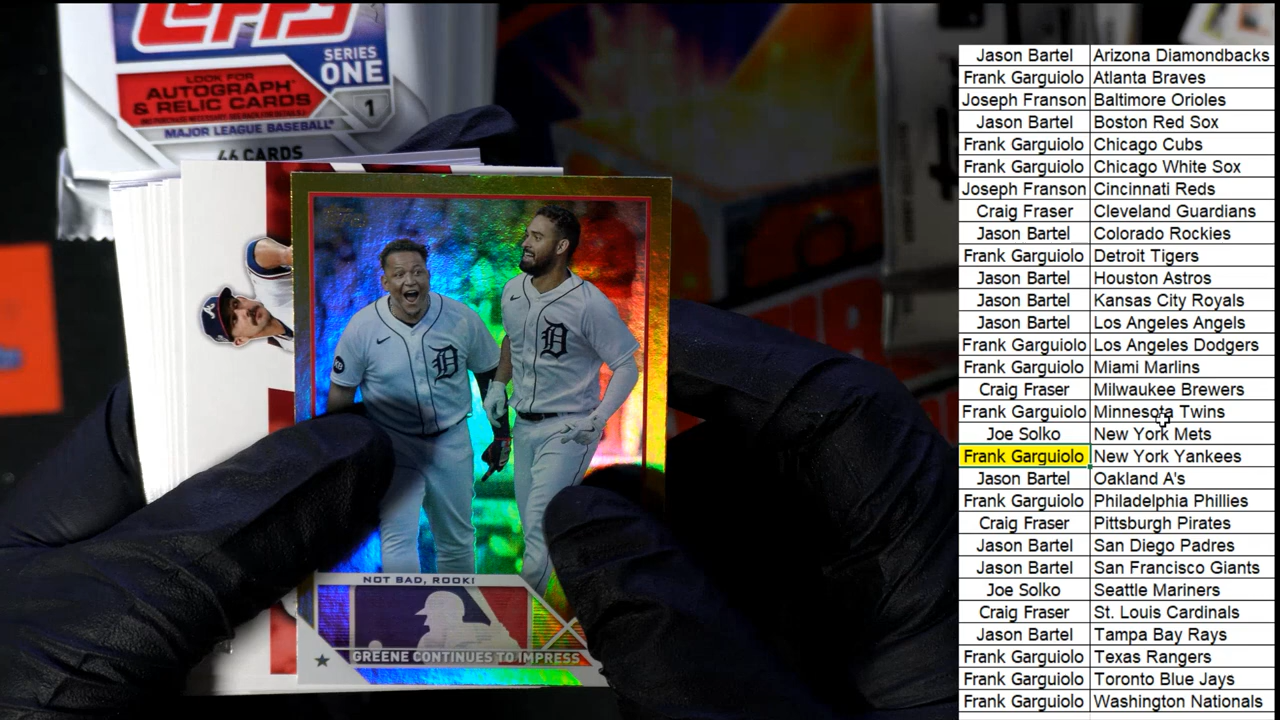 TOPPS
SERIES
ONE
LOOK FOR
AUTOGRAPH
& RELIC CARDS
1
MAJOR LEAGUE BASEBALL
46 CARDS
NOT BAD, ROOK!
GREENE CONTINUES TO IMPRESS
Jason Bartel Arizona Diamondbacks
Frank Garguiolo Atlanta Braves
Joseph Franson Baltimore Orioles
Jason Bartel Boston Red Sox
Frank Garguiolo Chicago Cubs
Frank Garguiolo Chicago White Sox
Joseph Franson Cincinnati Reds
Craig Fraser Cleveland Guardians
Jason Bartel Colorado Rockies
Frank Garguiolo Detroit Tigers
Jason Bartel Houston Astros
Jason Bartel Kansas City Royals
Jason Bartel Los Angeles Angels
Frank Garguiolo Los Angeles Dodgers
Frank Garguiolo Miami Marlins
Craig Fraser Milwaukee Brewers
Frank Garguiolo Minnesota Twins
Joe Solko New York Mets
Frank Garguiolo New York Yankees
Jason Bartel Oakland A's
Frank Garguiolo Philadelphia Phillies
Craig Fraser Pittsburgh Pirates
Jason Bartel San Diego Padres
Jason Bartel San Francisco Giants
Joe Solko Seattle Mariners
Craig Fraser St. Louis Cardinals
Jason Bartel Tampa Bay Rays
Frank Garguiolo Texas Rangers
Frank Garguiolo Toronto Blue Jays
Frank Garguiolo Washington Nationals